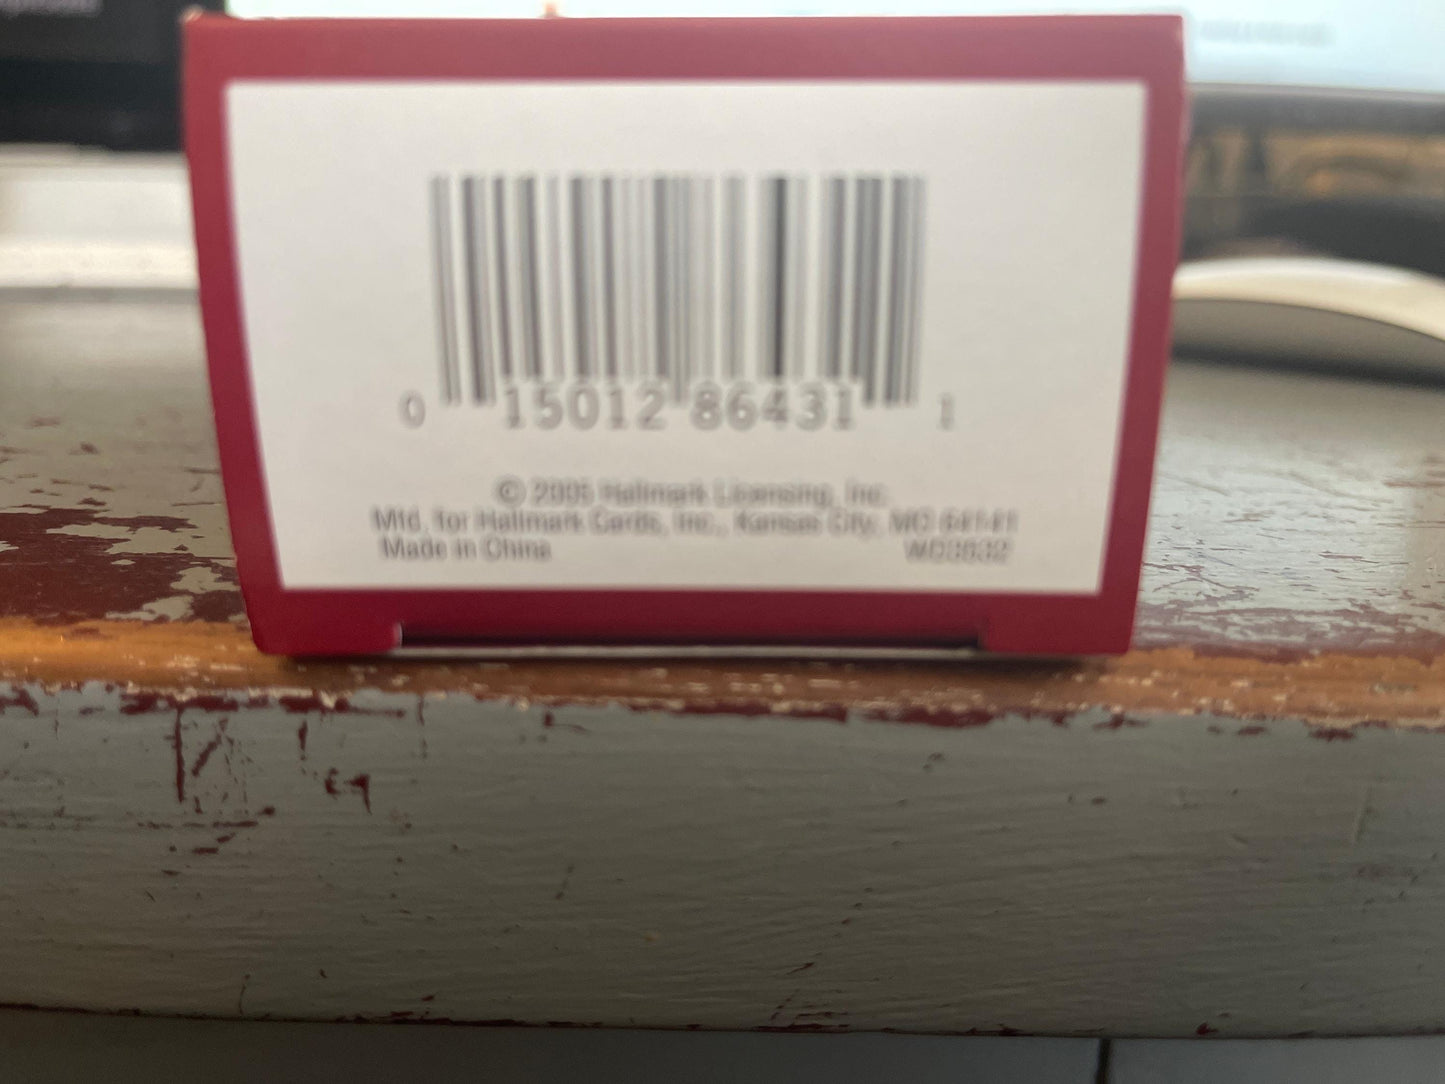 0 15012 86431 1
© 2005 Hallmark Licensing, Inc.
Mfd. for Hallmark Cards, Inc., Kansas City, MO 64141
Made in China